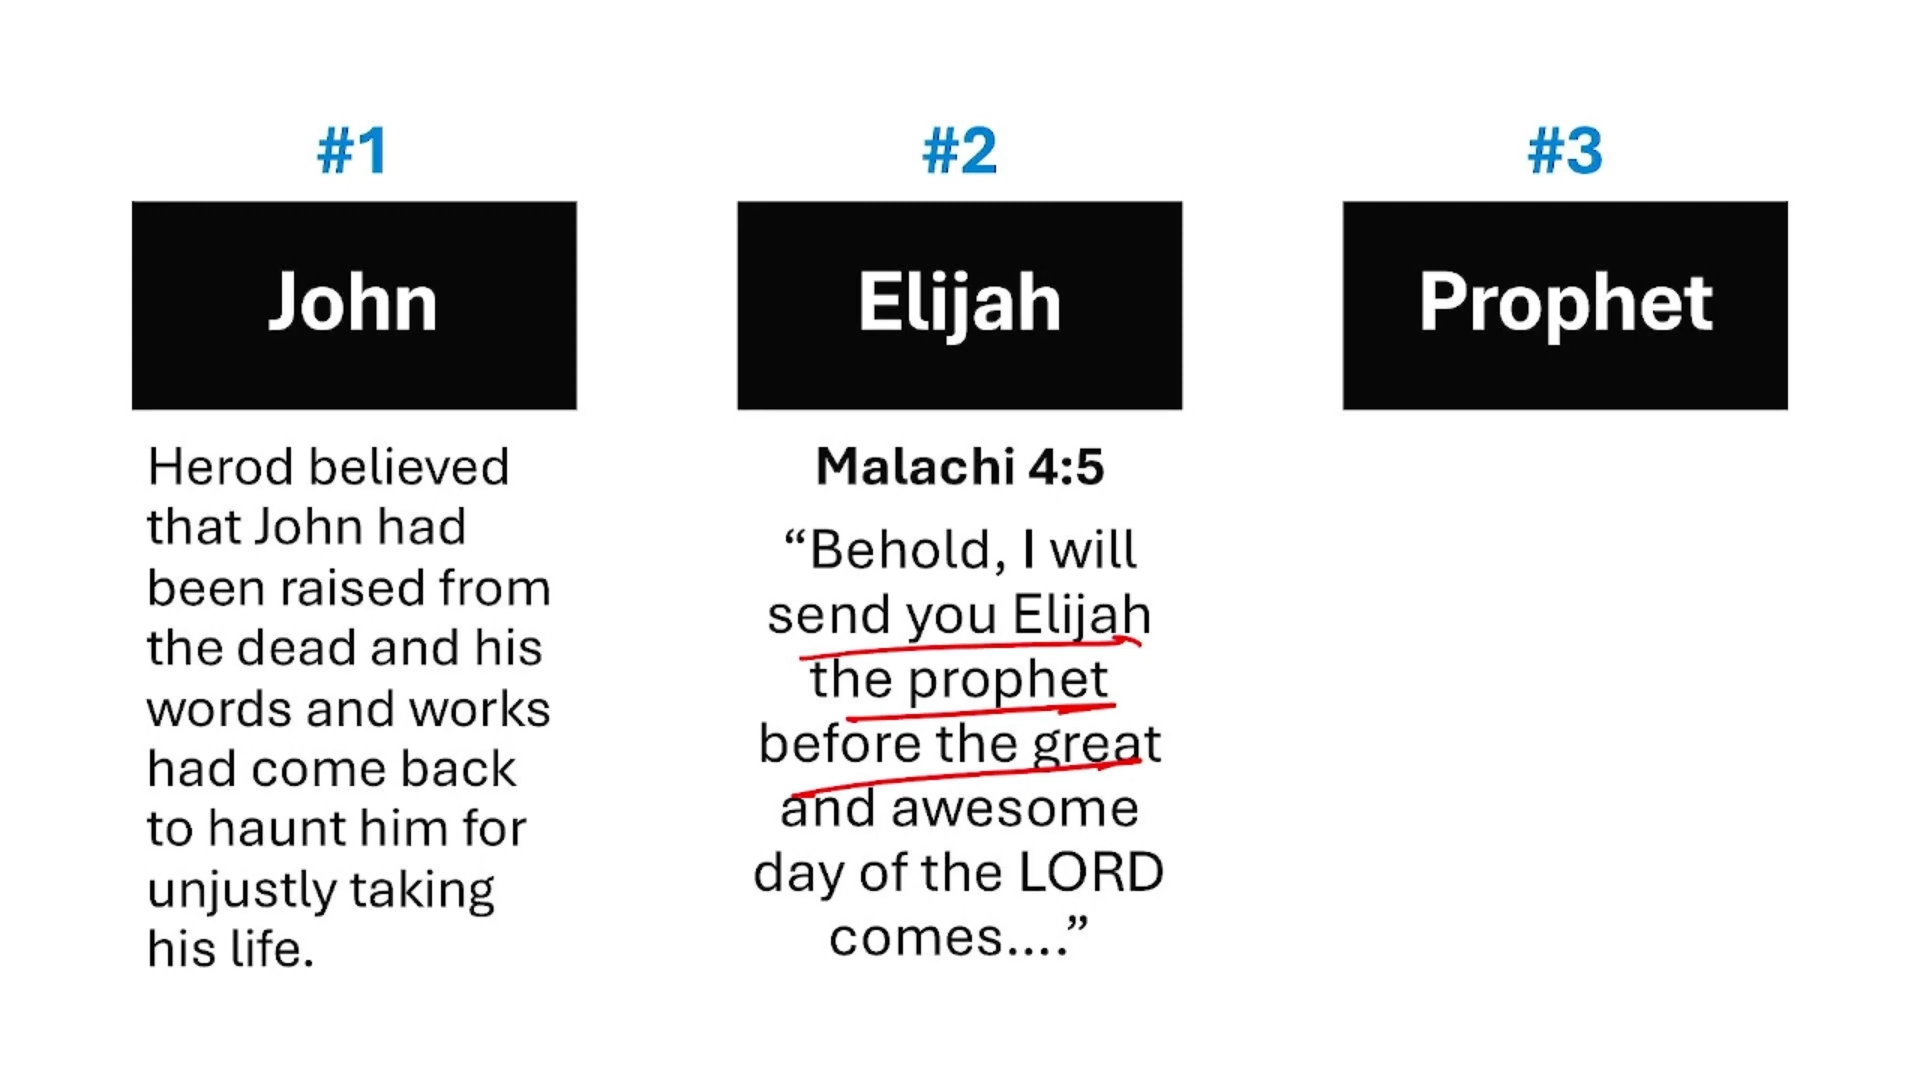 #1
John
Herod believed
that John had
been raised from
the dead and his
words and works
had come back
to haunt him for
unjustly taking
his life.
#2
Elijah
Malachi 4:5
“Behold, I will
send you Elijah
the prophet
before the great
and awesome
day of the LORD
comes....”
#3
Prophet